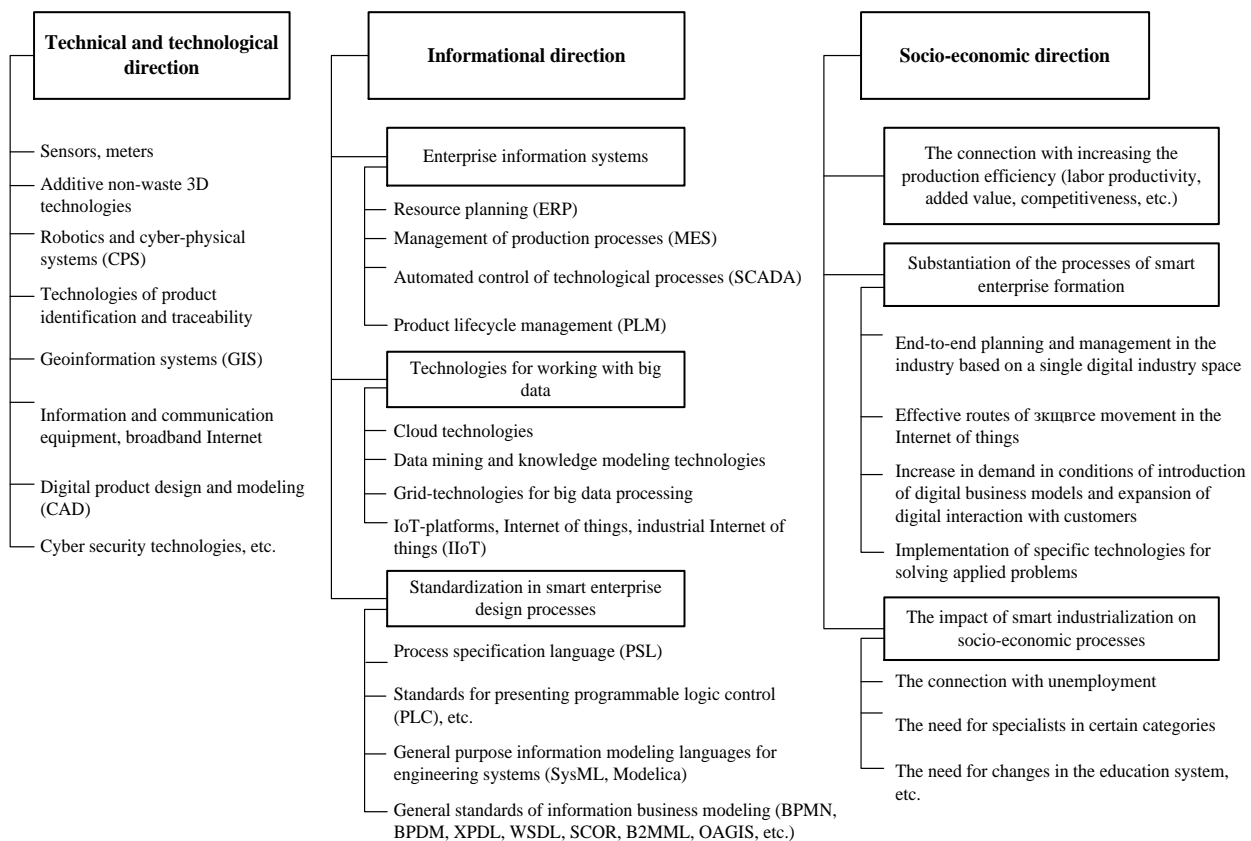 Technical and technological
direction
Sensors, meters
Additive non-waste 3D
technologies
Robotics and cyber-physical
systems (CPS)
Technologies of product
identification and traceability
Geoinformation systems (GIS)
Information and communication
equipment, broadband Internet
Digital product design and modeling
(CAD)
Cyber security technologies, etc.
Informational direction
Enterprise information systems
Resource planning (ERP)
Management of production processes (MES)
Automated control of technological processes (SCADA)
Product lifecycle management (PLM)
Technologies for working with big
data
Cloud technologies
Data mining and knowledge modeling technologies
Grid-technologies for big data processing
IoT-platforms, Internet of things, industrial Internet of
things (IIoT)
Standardization in smart enterprise
design processes
Process specification language (PSL)
Standards for presenting programmable logic control
(PLC), etc.
General purpose information modeling languages for
engineering systems (SysML, Modelica)
General standards of information business modeling (BPMN,
BPDM, XPDL, WSDL, SCOR, B2MML, OAGIS, etc.)
Socio-economic direction
The connection with increasing the
production efficiency (labor productivity,
added value, competitiveness, etc.)
Substantiation of the processes of smart
enterprise formation
End-to-end planning and management in the
industry based on a single digital industry space
Effective routes of зкщвгсе movement in the
Internet of things
Increase in demand in conditions of introduction
of digital business models and expansion of
digital interaction with customers
Implementation of specific technologies for
solving applied problems
The impact of smart industrialization on
socio-economic processes
The connection with unemployment
The need for specialists in certain categories
The need for changes in the education system,
etc.